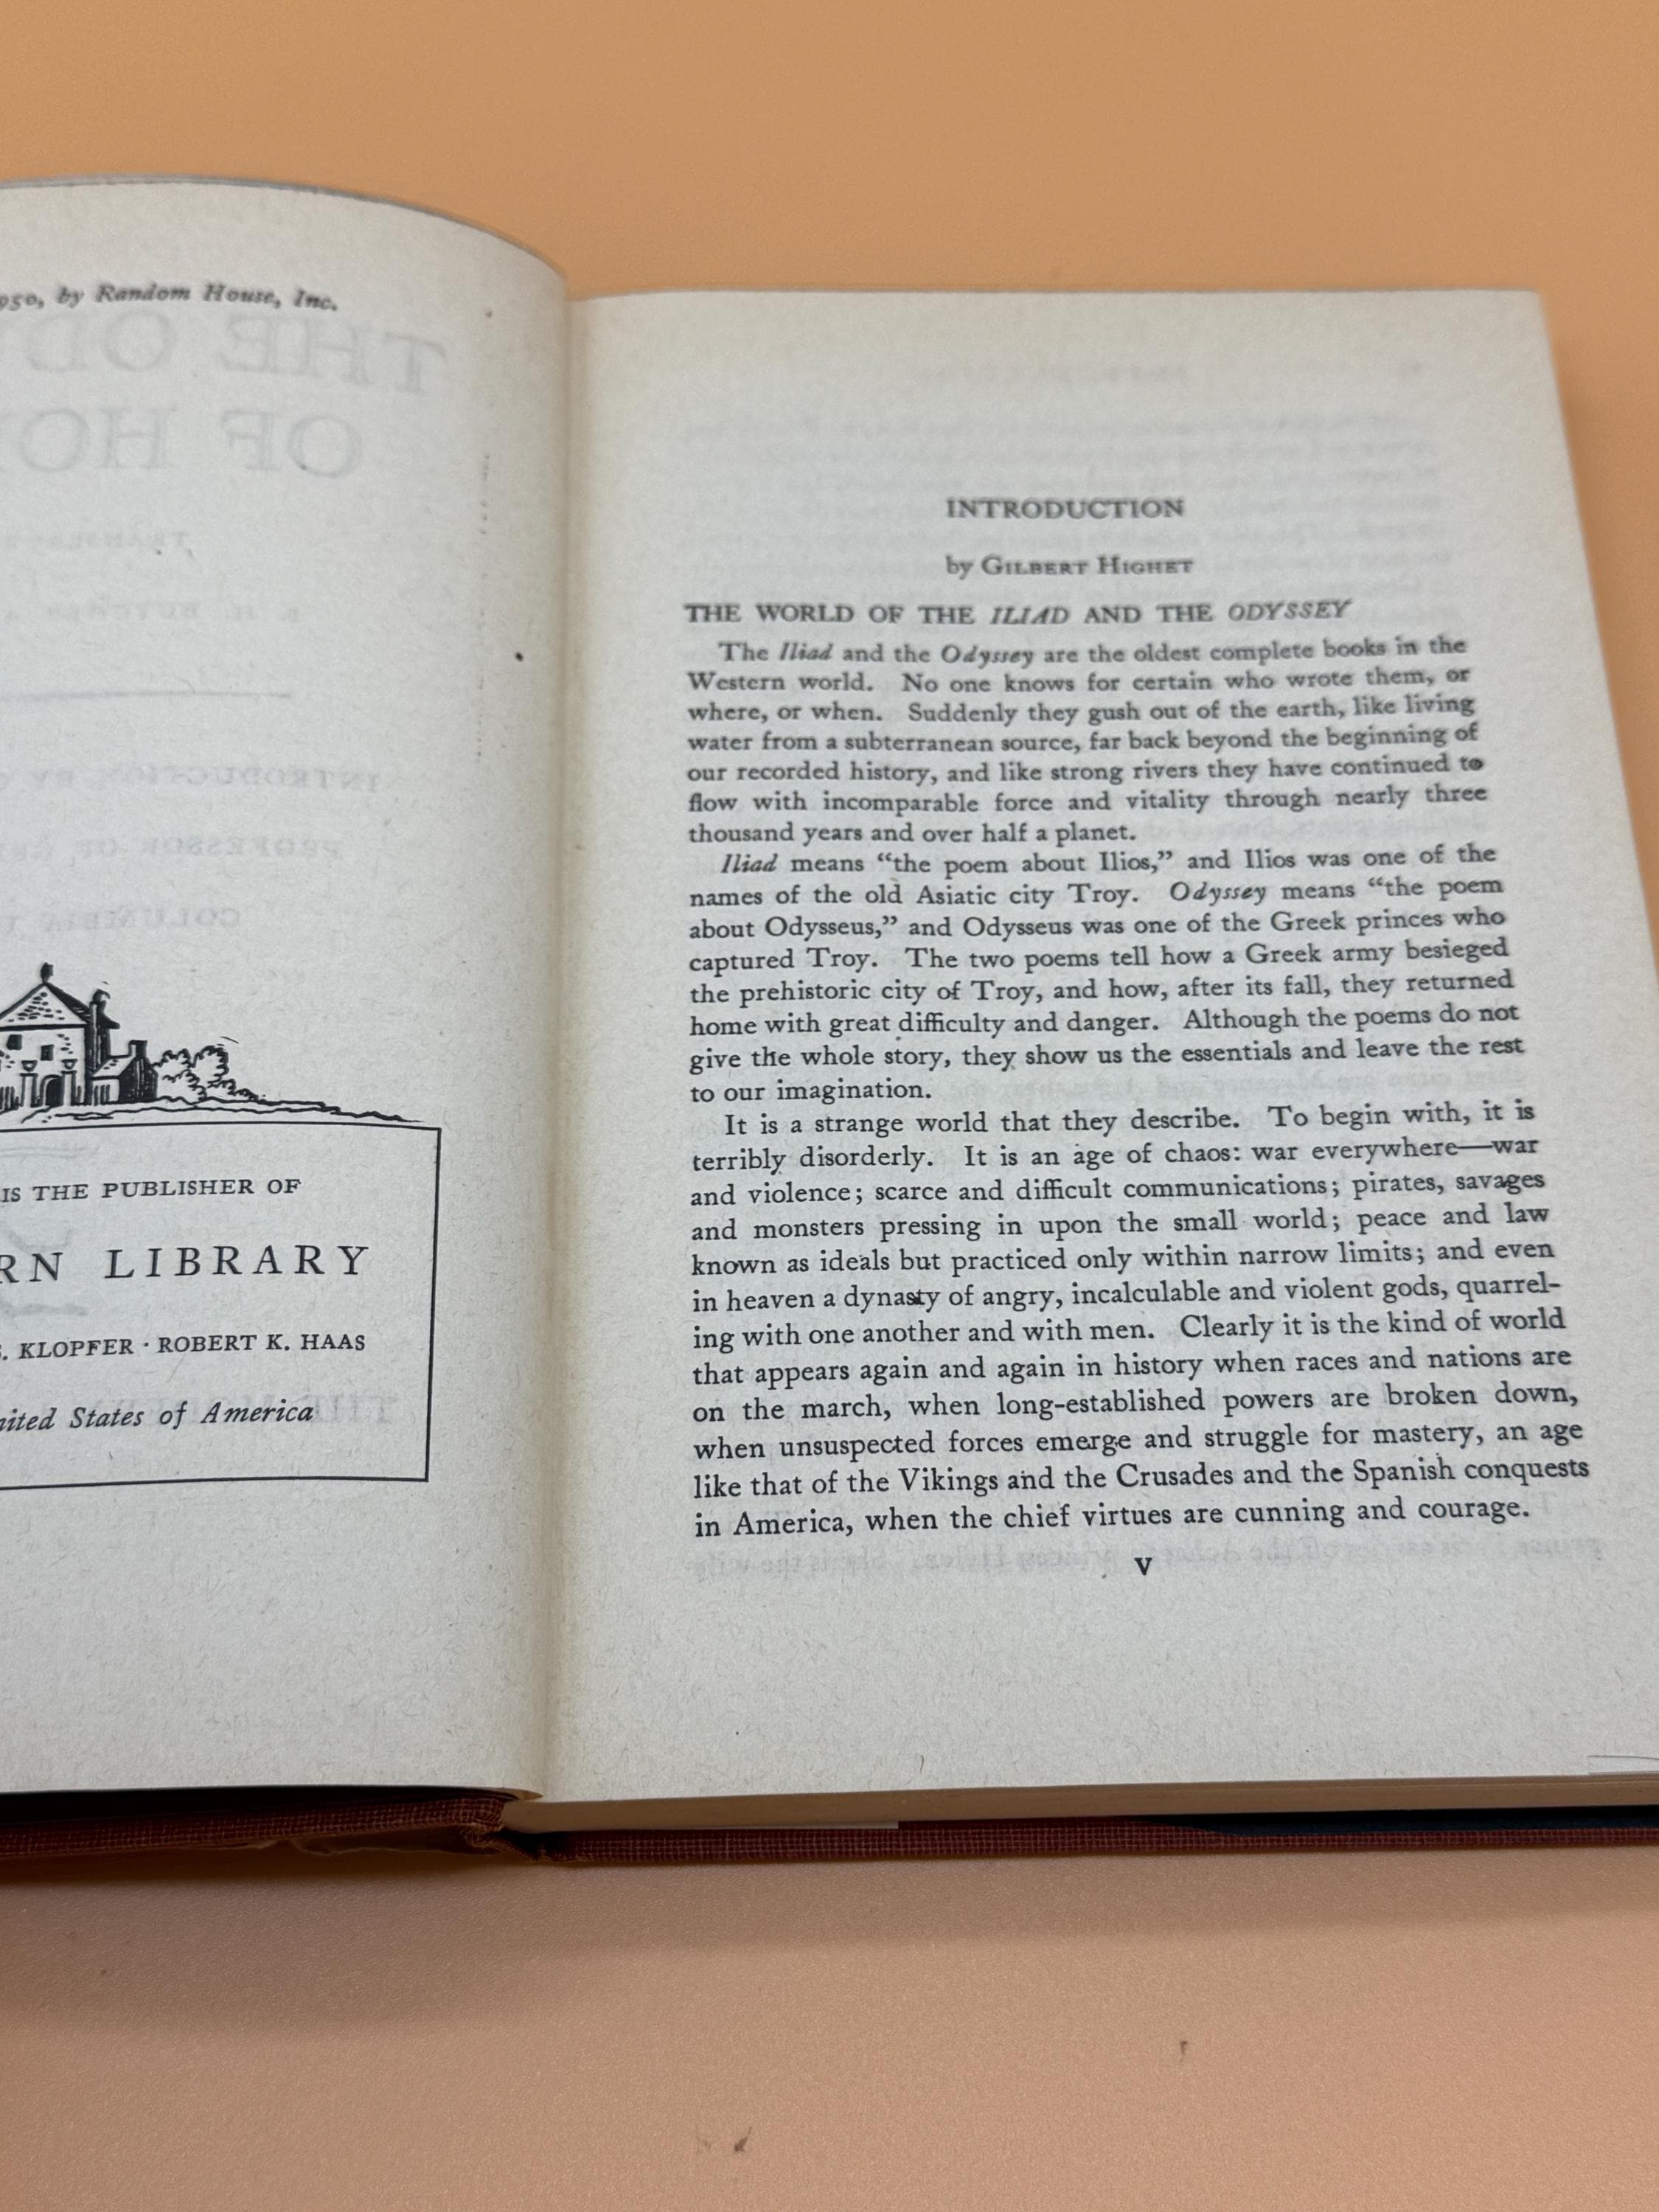 950, by Random House, Inc.
IS THE PUBLISHER OF
RN LIBRARY
S. KLOPFER · ROBERT K. HAAS
nited States of America
INTRODUCTION
by GILBERT HIGHET
THE WORLD OF THE ILIAD AND THE ODYSSEY
The Iliad and the Odyssey are the oldest complete books in the
Western world. No one knows for certain who wrote them, or
where, or when. Suddenly they gush out of the earth, like living
water from a subterranean source, far back beyond the beginning of
our recorded history, and like strong rivers they have continued to
flow with incomparable force and vitality through nearly three
thousand years and over half a planet.
Iliad means “the poem about Ilios,” and Ilios was one of the
names of the old Asiatic city Troy. Odyssey means “the poem
about Odysseus,” and Odysseus was one of the Greek princes who
captured Troy. The two poems tell how a Greek army besieged
the prehistoric city of Troy, and how, after its fall, they returned
home with great difficulty and danger. Although the poems do not
give the whole story, they show us the essentials and leave the rest
to our imagination.
It is a strange world that they describe. To begin with, it is
terribly disorderly. It is an age of chaos: war everywhere—war
and violence; scarce and difficult communications; pirates, savages
and monsters pressing in upon the small world; peace and law
known as ideals but practiced only within narrow limits; and even
in heaven a dynasty of angry, incalculable and violent gods, quarrel-
ing with one another and with men. Clearly it is the kind of world
that appears again and again in history when races and nations are
on the march, when long-established powers are broken down,
when unsuspected forces emerge and struggle for mastery, an age
like that of the Vikings and the Crusades and the Spanish conquests
in America, when the chief virtues are cunning and courage.
v